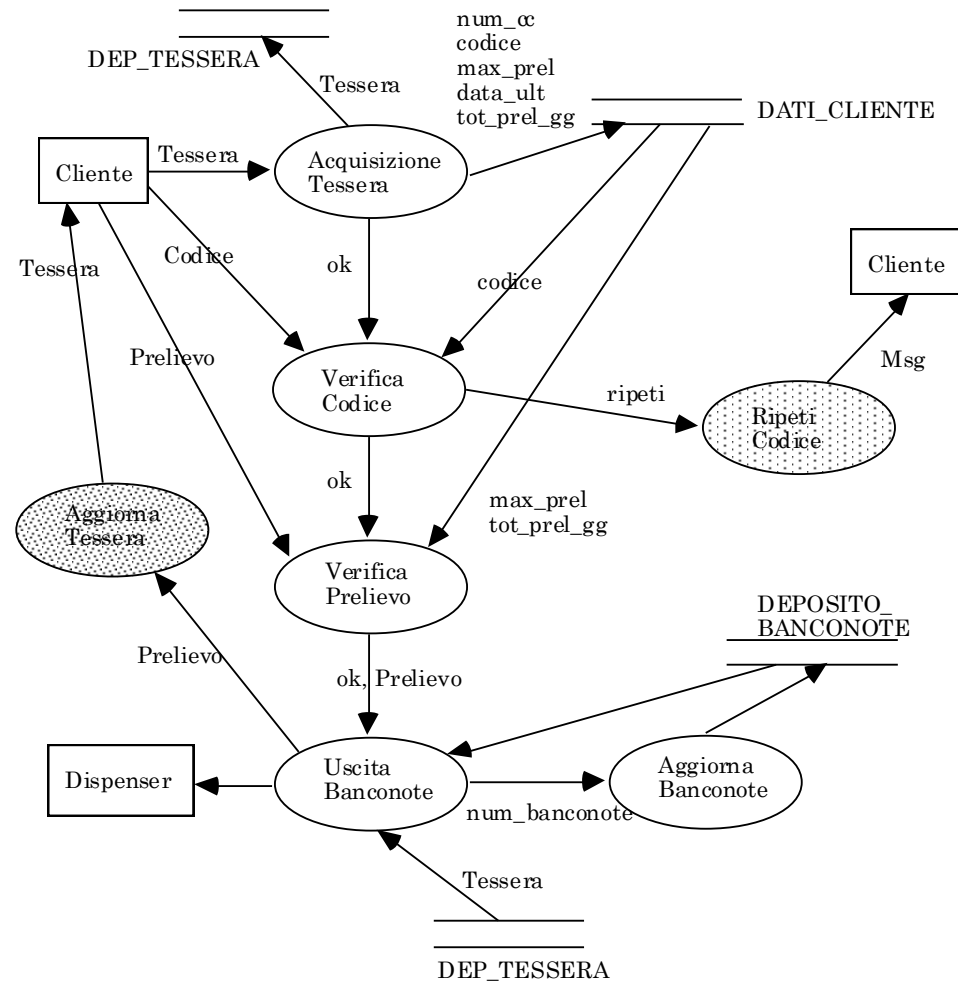 num_cc
codice
max_prel
data_ult
tot_prel_gg
DEP_TESSERA
Tessera
DATI_CLIENTE
Cliente
Tessera
Acquisizione
Tessera
Tessera
Codice
ok
codice
Cliente
Prelievo
Verifica
Codice
ripeti
Msg
Ripeti
Codice
ok
max_prel
tot_prel_gg
Aggiorna
Tessera
Verifica
Prelievo
DEPOSITO_
BANCONOTE
Prelievo
ok, Prelievo
Dispenser
Uscita
Banconote
num_banconote
Aggiorna
Banconote
Tessera
DEP_TESSERA